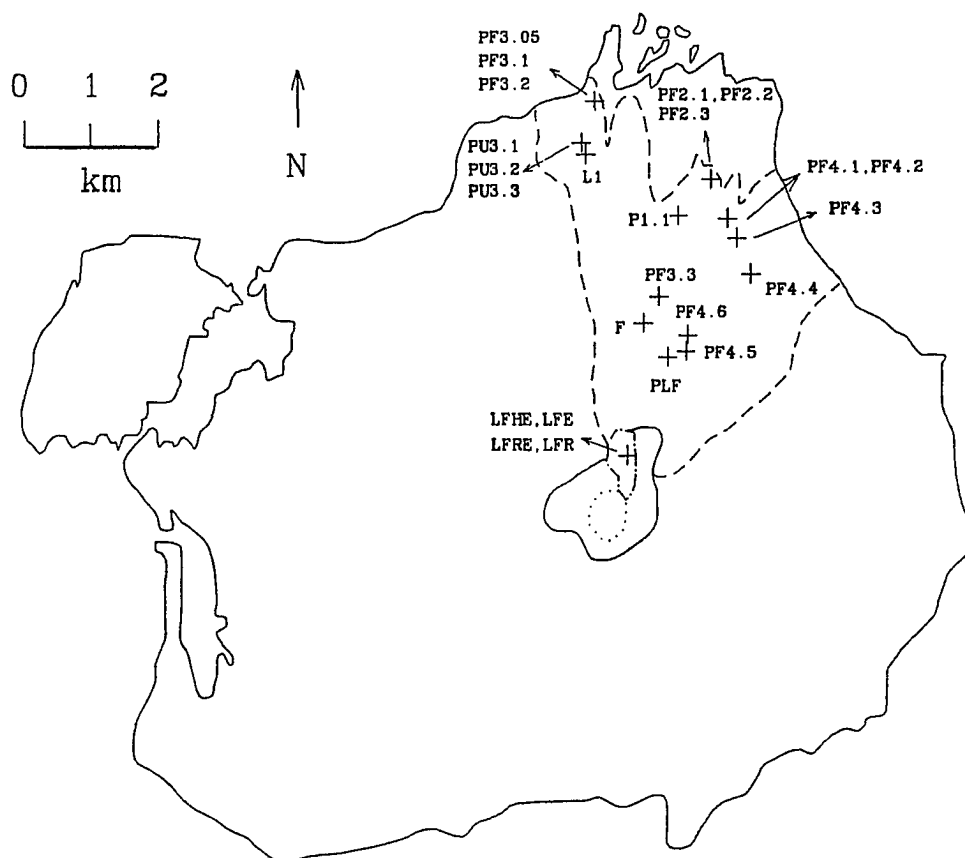 PF3.05
PF3.1
PF3.2
0 1 2
km
N
PF2.1,PF2.2
PF2.3
PU3.1
PU3.2
PU3.3
L1
PF4.1,PF4.2
PF4.3
P1.1
PF3.3
PF4.4
F
PF4.6
PF4.5
PLF
LFHE,LFE
LFRE,LFR